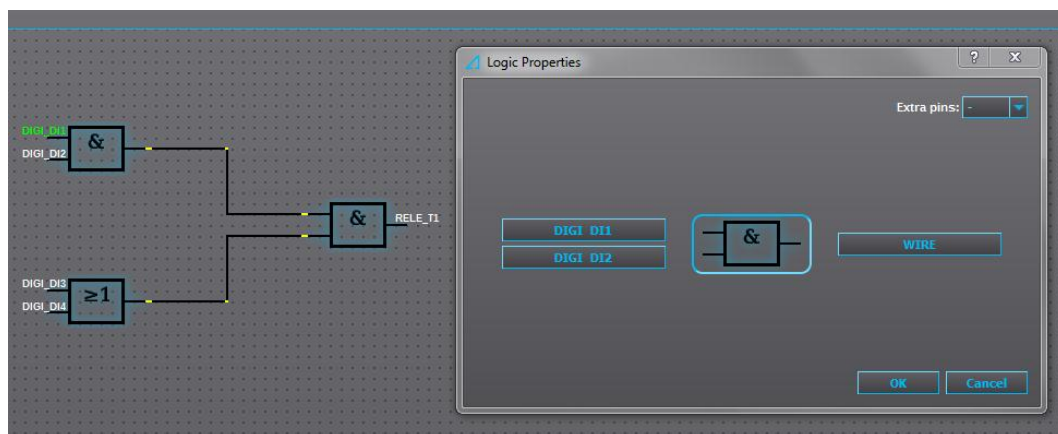 DIGI_DI1
DIGI_DI2
&
&
RELE_T1
DIGI_DI3
DIGI_DI4
≥1
Logic Properties
?
X
Extra pins: -
DIGI DI1
DIGI DI2
&
WIRE
OK
Cancel